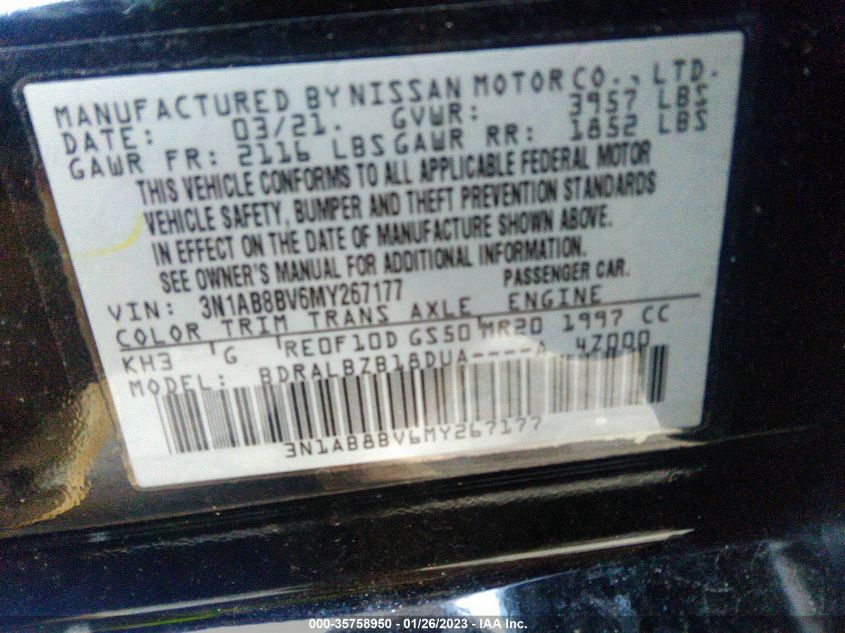 MANUFACTURED BY NISSAN MOTOR CO., LTD.
DATE: 03/21. GVWR: 3957 LBS
GAWR FR: 2116 LBS GAWR RR: 1852 LBS
THIS VEHICLE CONFORMS TO ALL APPLICABLE FEDERAL MOTOR
VEHICLE SAFETY, BUMPER AND THEFT PREVENTION STANDARDS
IN EFFECT ON THE DATE OF MANUFACTURE SHOWN ABOVE.
SEE OWNER'S MANUAL FOR ADDITIONAL INFORMATION.
VIN: 3N1AB8BV6MY267177 PASSENGER CAR.
COLOR TRIM TRANS AXLE ENGINE
KH3 G RE0F10D GS50 MR20 1997 CC
MODEL: BDRALBZB18DUA----A 4Z000
3N1AB8BV6MY267177
000-35758950 - 01/26/2023 - IAA Inc.